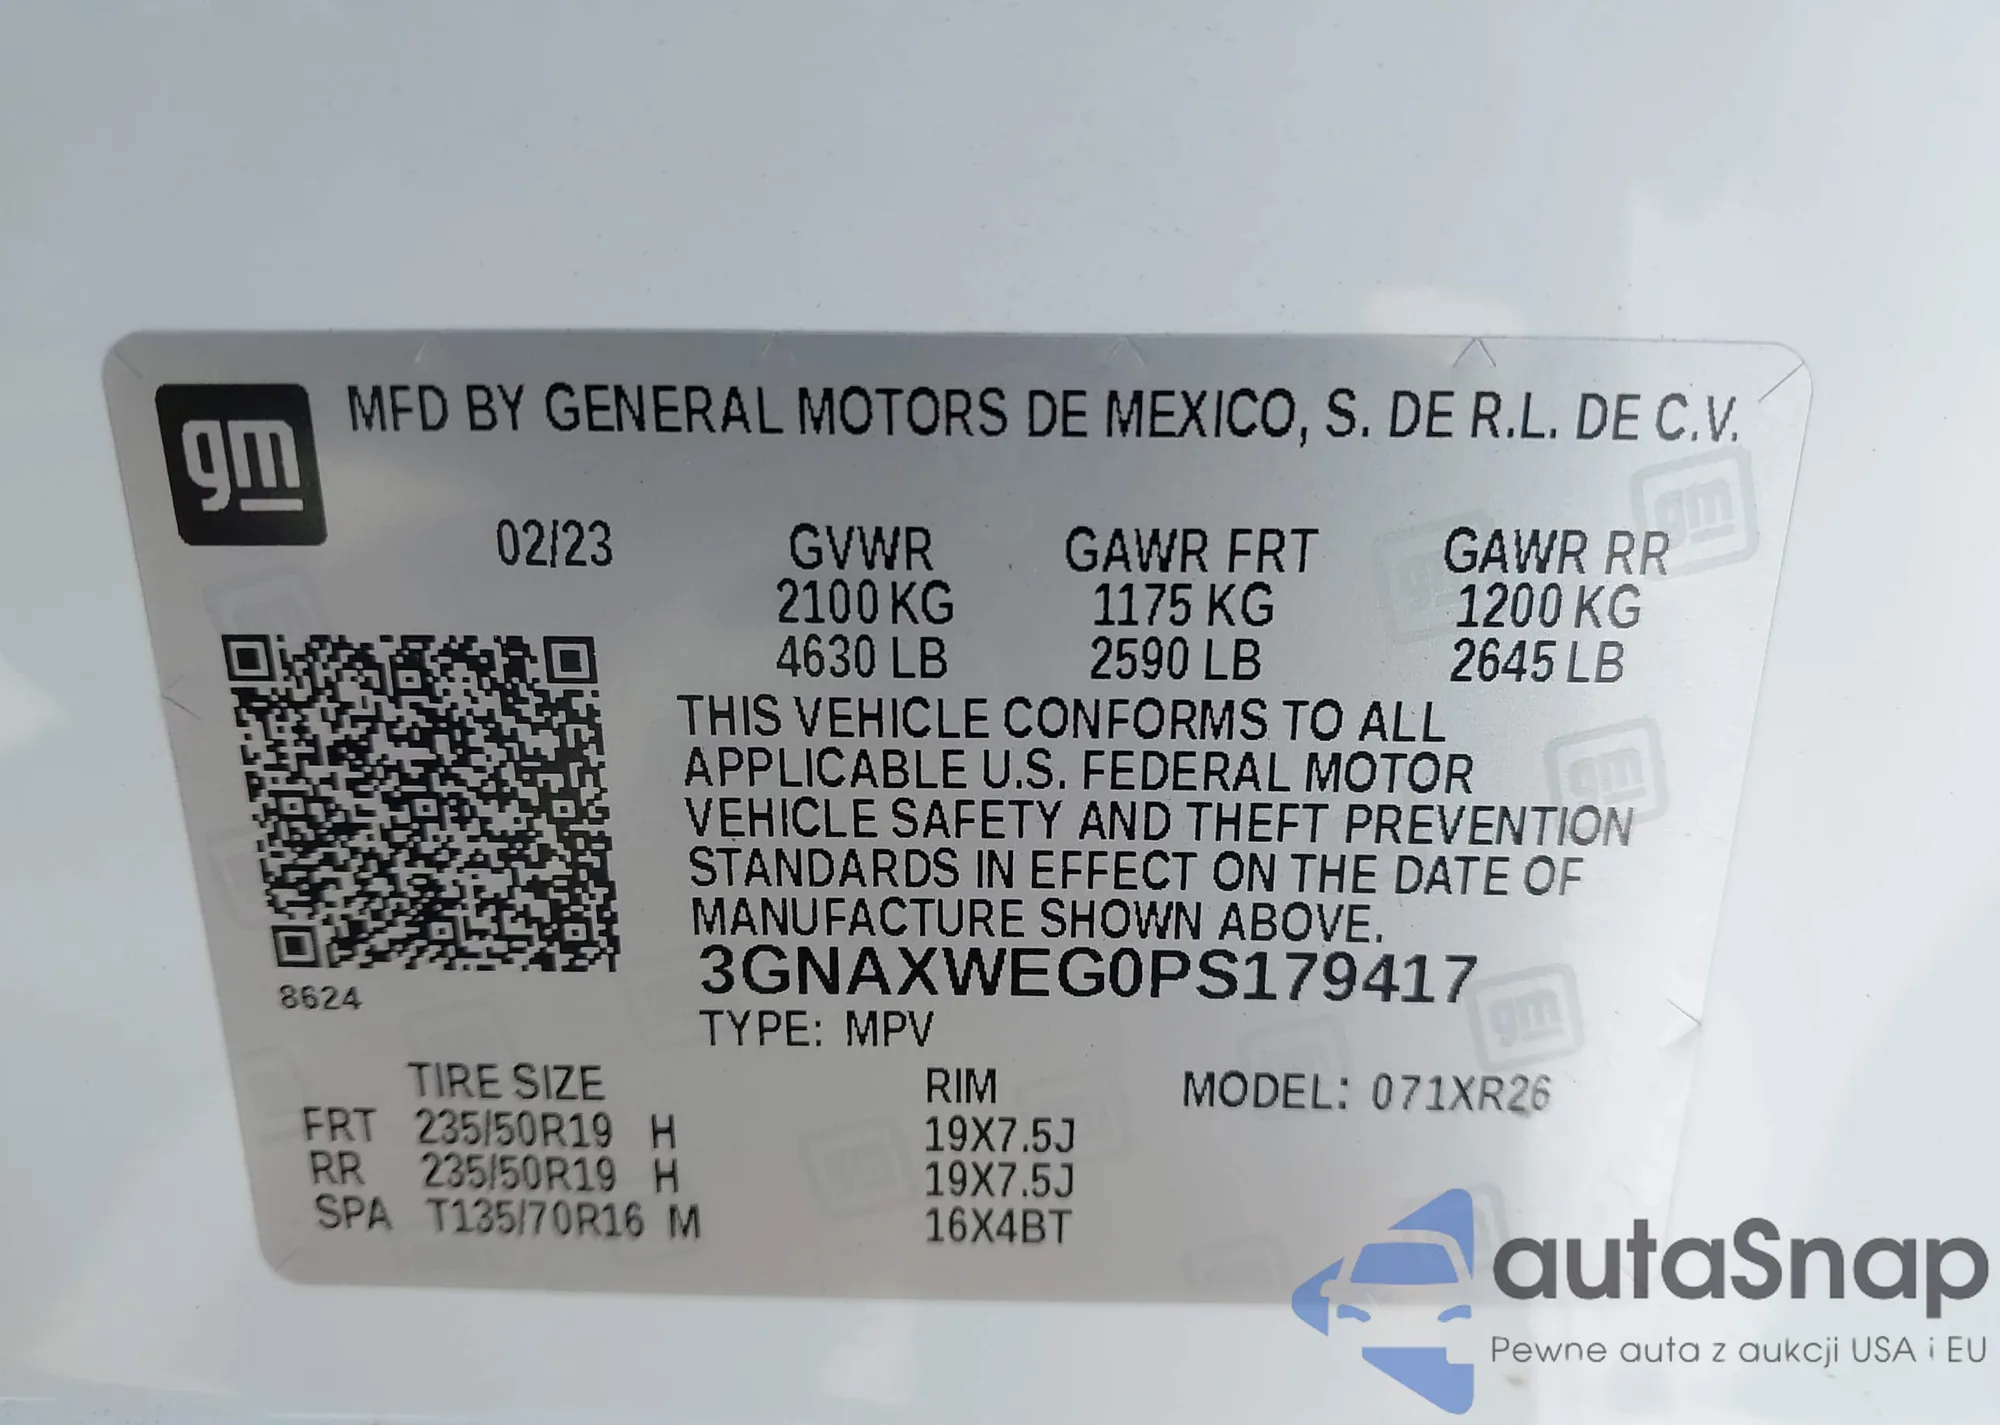 gm
MFD BY GENERAL MOTORS DE MEXICO, S. DE R.L. DE C.V.
02/23 GVWR GAWR FRT GAWR RR
2100 KG 1175 KG 1200 KG
4630 LB 2590 LB 2645 LB
THIS VEHICLE CONFORMS TO ALL
APPLICABLE U.S. FEDERAL MOTOR
VEHICLE SAFETY AND THEFT PREVENTION
STANDARDS IN EFFECT ON THE DATE OF
MANUFACTURE SHOWN ABOVE.
3GNAXWEG0PS179417
8624
TYPE: MPV
TIRE SIZE RIM MODEL: 071XR26
FRT 235/50R19 H 19X7.5J
RR 235/50R19 H 19X7.5J
SPA T135/70R16 M 16X4BT
autaSnap
Pewne auta z aukcji USA i EU